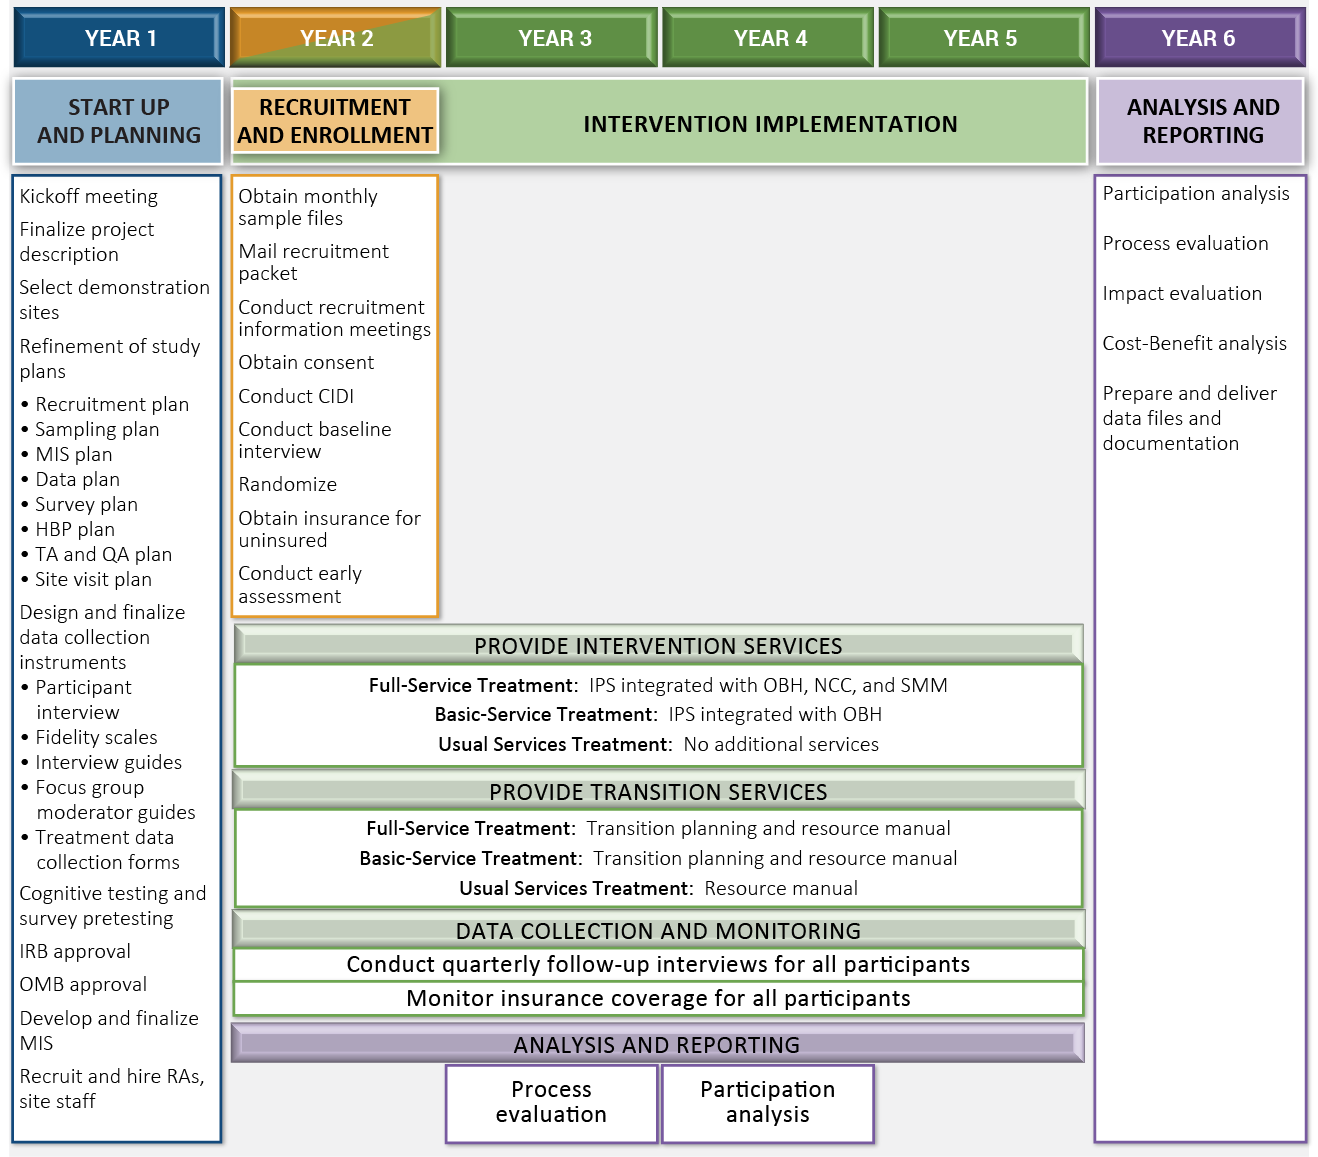 YEAR 1
YEAR 2
YEAR 3
YEAR 4
YEAR 5
YEAR 6
START UP
AND PLANNING
RECRUITMENT
AND ENROLLMENT
INTERVENTION IMPLEMENTATION
ANALYSIS AND
REPORTING
Kickoff meeting
Finalize project
description
Select demonstration
sites
Refinement of study
plans
• Recruitment plan
• Sampling plan
• MIS plan
• Data plan
• Survey plan
• HBP plan
• TA and QA plan
• Site visit plan
Design and finalize
data collection
instruments
• Participant
interview
• Fidelity scales
• Interview guides
• Focus group
moderator guides
• Treatment data
collection forms
Cognitive testing and
survey pretesting
IRB approval
OMB approval
Develop and finalize
MIS
Recruit and hire RAs,
site staff
Obtain monthly
sample files
Mail recruitment
packet
Conduct recruitment
information meetings
Obtain consent
Conduct CIDI
Conduct baseline
interview
Randomize
Obtain insurance for
uninsured
Conduct early
assessment
PROVIDE INTERVENTION SERVICES
Full-Service Treatment: IPS integrated with OBH, NCC, and SMM
Basic-Service Treatment: IPS integrated with OBH
Usual Services Treatment: No additional services
PROVIDE TRANSITION SERVICES
Full-Service Treatment: Transition planning and resource manual
Basic-Service Treatment: Transition planning and resource manual
Usual Services Treatment: Resource manual
DATA COLLECTION AND MONITORING
Conduct quarterly follow-up interviews for all participants
Monitor insurance coverage for all participants
ANALYSIS AND REPORTING
Process
evaluation
Participation
analysis
Participation analysis
Process evaluation
Impact evaluation
Cost-Benefit analysis
Prepare and deliver
data files and
documentation